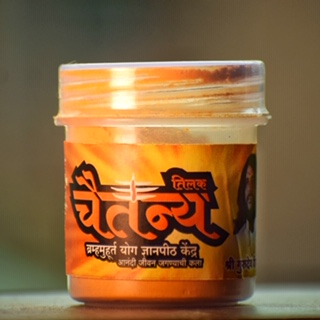 तिलक
चैतन्य
ब्रम्हमुहूर्त योग ज्ञानपीठ केंद्र
आनंदी जीवन जगण्याची कला
श्री गुरुदेव